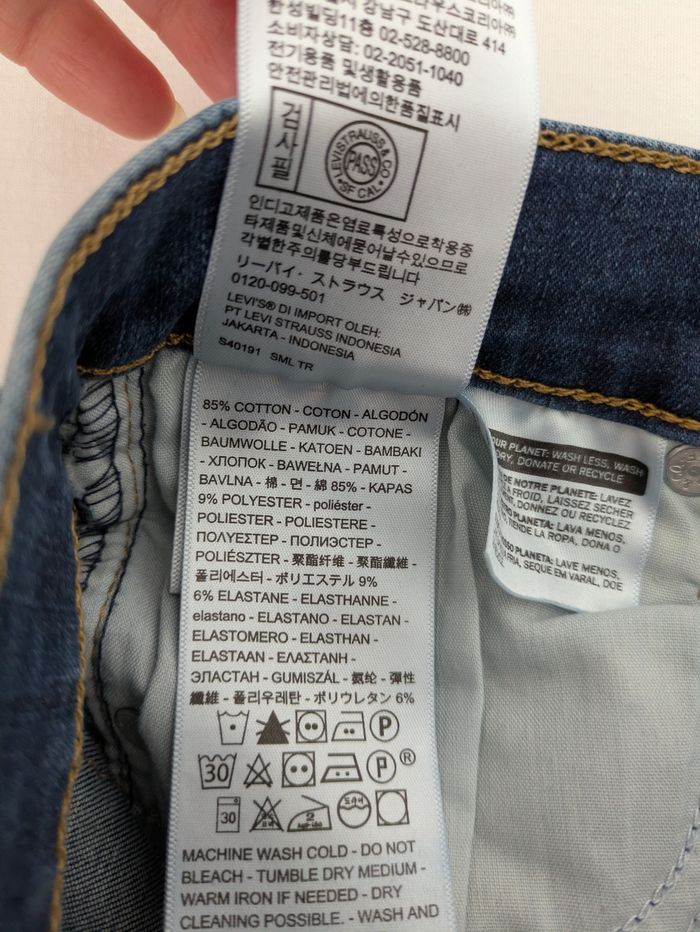 강남구 도산대로 414
한성빌딩11층 02-528-8800
소비자상담: 02-2051-1040
전기용품 및생활용품
안전관리법에의한품질표시
검사필
LEVI STRAUSS & CO
PASS
SF CAL.
인디고제품은염료특성으로착용중
타제품및신체에묻어날수있으므로
각별한주의를당부드립니다
リーバイ・ストラウス ジャパン㈱
0120-099-501
LEVI'S® DI IMPORT OLEH:
PT LEVI STRAUSS INDONESIA
JAKARTA - INDONESIA
S40191 SML TR
85% COTTON - COTON - ALGODÓN
- ALGODÃO - PAMUK - COTONE -
BAUMWOLLE - KATOEN - BAMBAKI
- ХЛОПОК - BAWEŁNA - PAMUT -
BAVLNA - 棉 - 면 - 綿 85% - KAPAS
9% POLYESTER - poliéster -
POLIESTER - POLIESTERE -
ΠΟΛΥΕΣΤΕΡ - ПОЛИЭСТЕР -
POLIÉSZTER - 聚酯纤维 - 聚酯纖維 -
폴리에스터 - ポリエステル 9%
6% ELASTANE - ELASTHANNE -
elastano - ELASTANO - ELASTAN -
ELASTOMERO - ELASTHAN -
ELASTAAN - ΕΛΑΣΤΑΝΗ -
ЭЛАСТАН - GUMISZÁL - 氨纶 - 彈性
纖維 - 폴리우레탄 - ポリウレタン 6%
P
30 P ®
30 2
드라이
MACHINE WASH COLD - DO NOT
BLEACH - TUMBLE DRY MEDIUM -
WARM IRON IF NEEDED - DRY
CLEANING POSSIBLE. - WASH AND
OUR PLANET: WASH LESS, WASH
DRY, DONATE OR RECYCLE
DE NOTRE PLANETE: LAVEZ
À FROID, LAISSEZ SÉCHER
DONNEZ OU RECYCLEZ
PLANETA: LAVA MENOS,
TIENDE LA ROPA, DONA O
PLANETA: LAVE MENOS,
FRIA, SEQUE EM VARAL, DOE